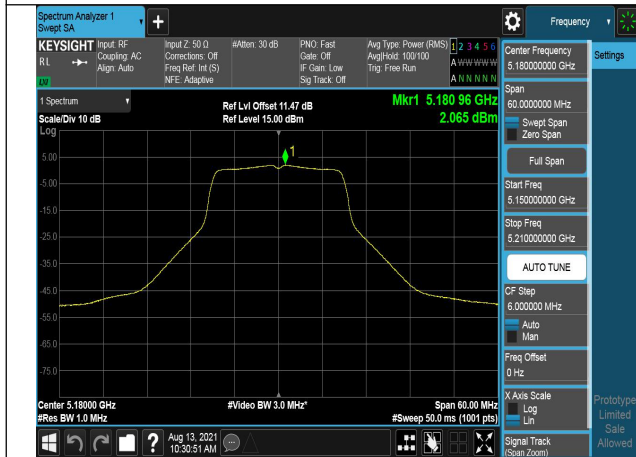 Spectrum Analyzer 1
Swept SA
+
Frequency
KEYSIGHT
RL
Input: RF
Coupling: AC
Align: Auto
Input Z: 50 Ω
Corrections: Off
Freq Ref: Int (S)
NFE: Adaptive
#Atten: 30 dB
PNO: Fast
Gate: Off
IF Gain: Low
Sig Track: Off
Avg Type: Power (RMS)
Avg|Hold: 100/100
Trig: Free Run
1 2 3 4 5 6
A W W W W W
A N N N N N
LXI
1 Spectrum
Scale/Div 10 dB
Log
Ref Lvl Offset 11.47 dB
Ref Level 15.00 dBm
Mkr1 5.180 96 GHz
2.065 dBm
1
5.00
-5.00
-15.0
-25.0
-35.0
-45.0
-55.0
-65.0
-75.0
Center 5.18000 GHz
#Res BW 1.0 MHz
#Video BW 3.0 MHz*
Span 60.00 MHz
#Sweep 50.0 ms (1001 pts)
Center Frequency
5.180000000 GHz
Settings
Span
60.0000000 MHz
Swept Span
Zero Span
Full Span
Start Freq
5.150000000 GHz
Stop Freq
5.210000000 GHz
AUTO TUNE
CF Step
6.000000 MHz
Auto
Man
Freq Offset
0 Hz
X Axis Scale
Log
Lin
Signal Track
(Span Zoom)
Prototype
Limited
Sale
Allowed
?
Aug 13, 2021
10:30:51 AM